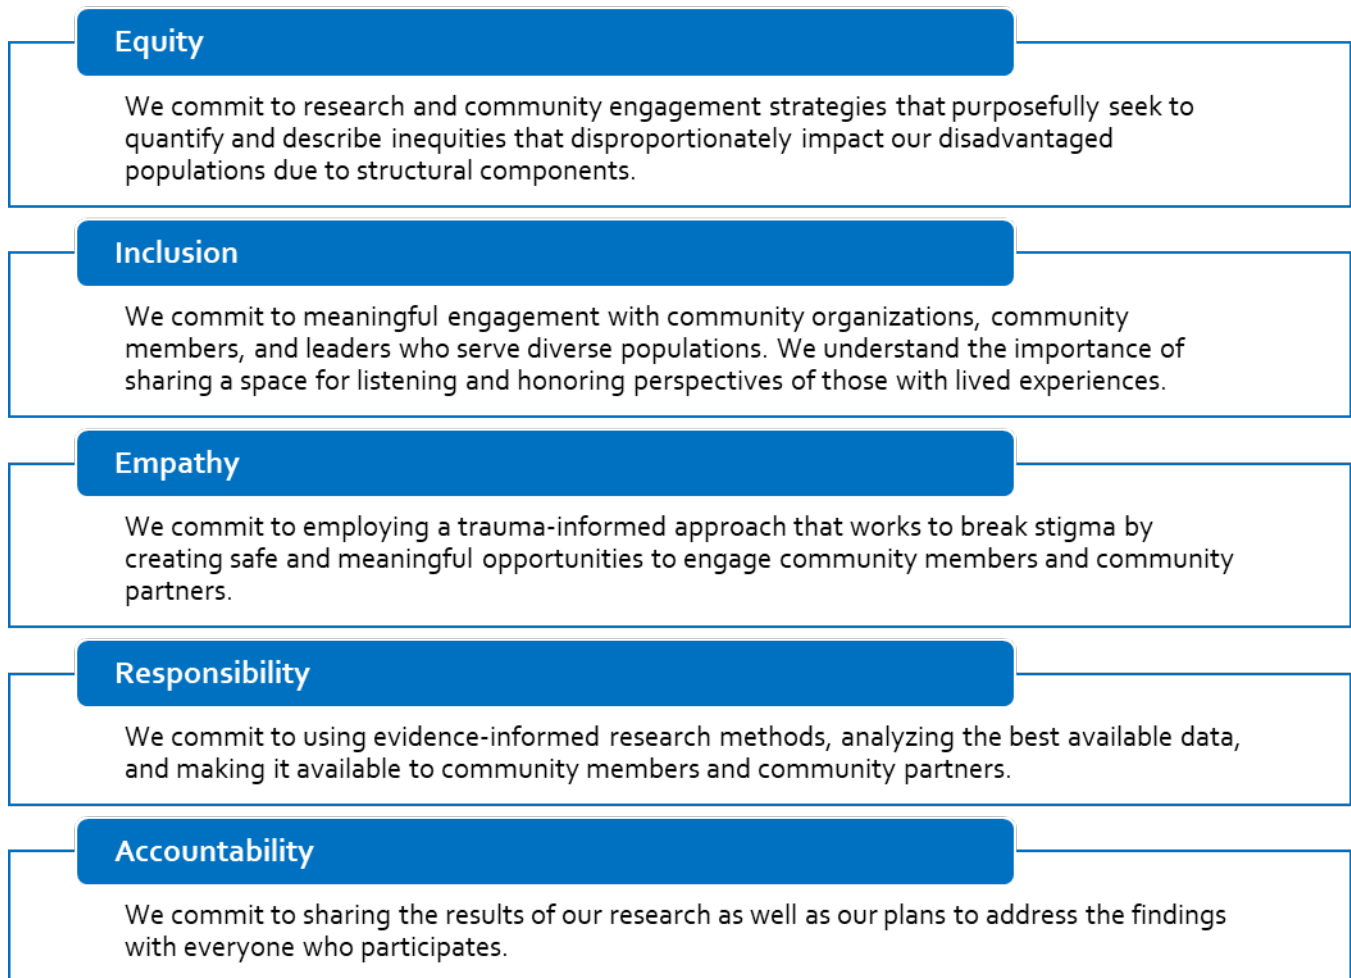 Equity
We commit to research and community engagement strategies that purposefully seek to
quantify and describe inequities that disproportionately impact our disadvantaged
populations due to structural components.
Inclusion
We commit to meaningful engagement with community organizations, community
members, and leaders who serve diverse populations. We understand the importance of
sharing a space for listening and honoring perspectives of those with lived experiences.
Empathy
We commit to employing a trauma-informed approach that works to break stigma by
creating safe and meaningful opportunities to engage community members and community
partners.
Responsibility
We commit to using evidence-informed research methods, analyzing the best available data,
and making it available to community members and community partners.
Accountability
We commit to sharing the results of our research as well as our plans to address the findings
with everyone who participates.